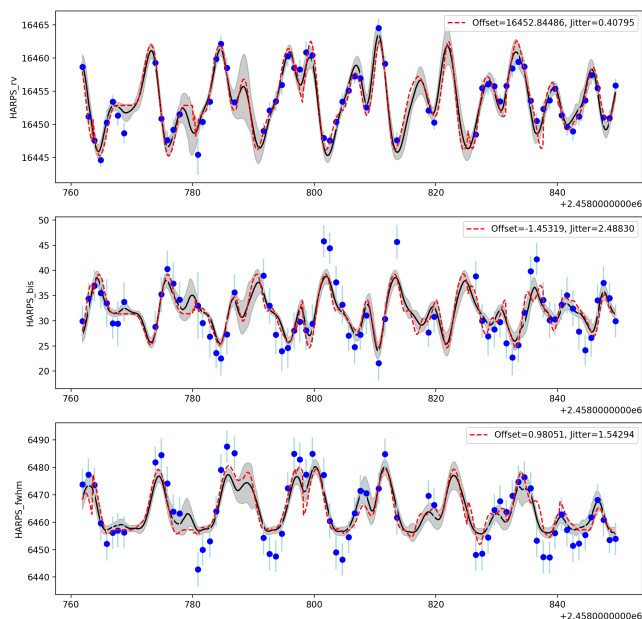 16465
16460
16455
16450
16445
HARPS_rv
Offset=16452.84486, Jitter=0.40795
760 780 800 820 840
+2.4580000000e6
50
45
40
35
30
25
20
HARPS_bis
Offset=-1.45319, Jitter=2.48830
760 780 800 820 840
+2.4580000000e6
6490
6480
6470
6460
6450
6440
HARPS_fwhm
Offset=0.98051, Jitter=1.54294
760 780 800 820 840
+2.4580000000e6